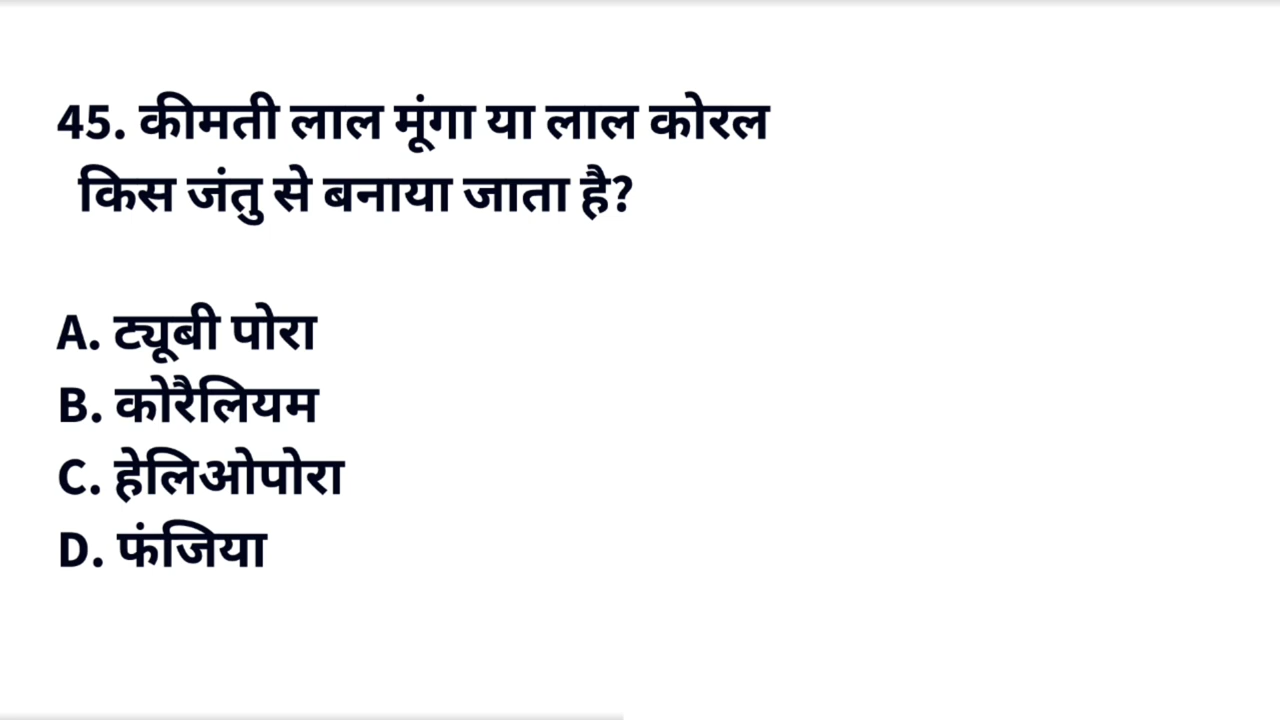 45. कीमती लाल मूंगा या लाल कोरल
किस जंतु से बनाया जाता है?
A. ट्यूबी पोरा
B. कोरैलियम
C. हेलिओपोरा
D. फंजिया